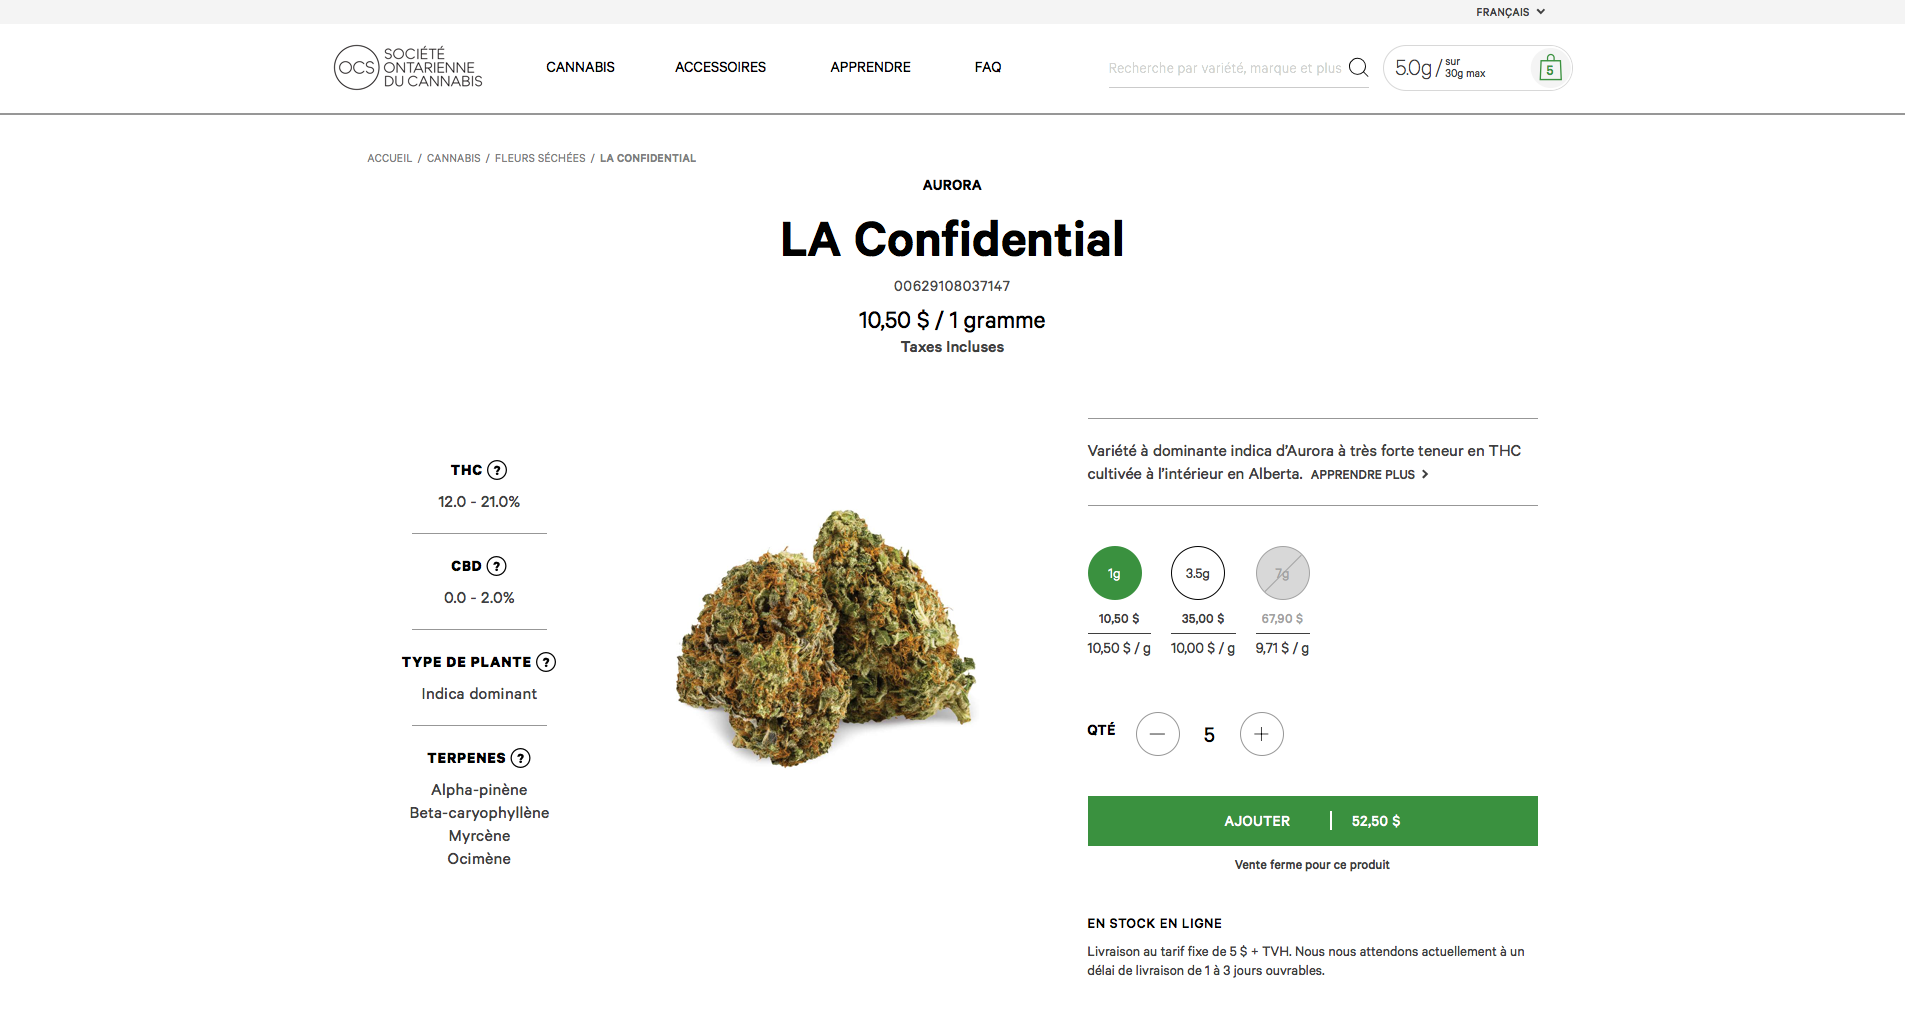 FRANÇAIS
OCS
SOCIÉTÉ
ONTARIENNE
DU CANNABIS
CANNABIS
ACCESSOIRES
APPRENDRE
FAQ
Recherche par variété, marque et plus
5.0g / sur
30g max
5
ACCUEIL / CANNABIS / FLEURS SÉCHÉES / LA CONFIDENTIAL
AURORA
LA Confidential
00629108037147
10,50 $ / 1 gramme
Taxes Incluses
THC ?
12.0 - 21.0%
CBD ?
0.0 - 2.0%
TYPE DE PLANTE ?
Indica dominant
TERPENES ?
Alpha-pinène
Beta-caryophyllène
Myrcène
Ocimène
Variété à dominante indica d’Aurora à très forte teneur en THC
cultivée à l’intérieur en Alberta. APPRENDRE PLUS >
1g 3.5g 7g
10,50 $ 35,00 $ 67,90 $
10,50 $ / g 10,00 $ / g 9,71 $ / g
QTÉ — 5 +
AJOUTER | 52,50 $
Vente ferme pour ce produit
EN STOCK EN LIGNE
Livraison au tarif fixe de 5 $ + TVH. Nous nous attendons actuellement à un
délai de livraison de 1 à 3 jours ouvrables.